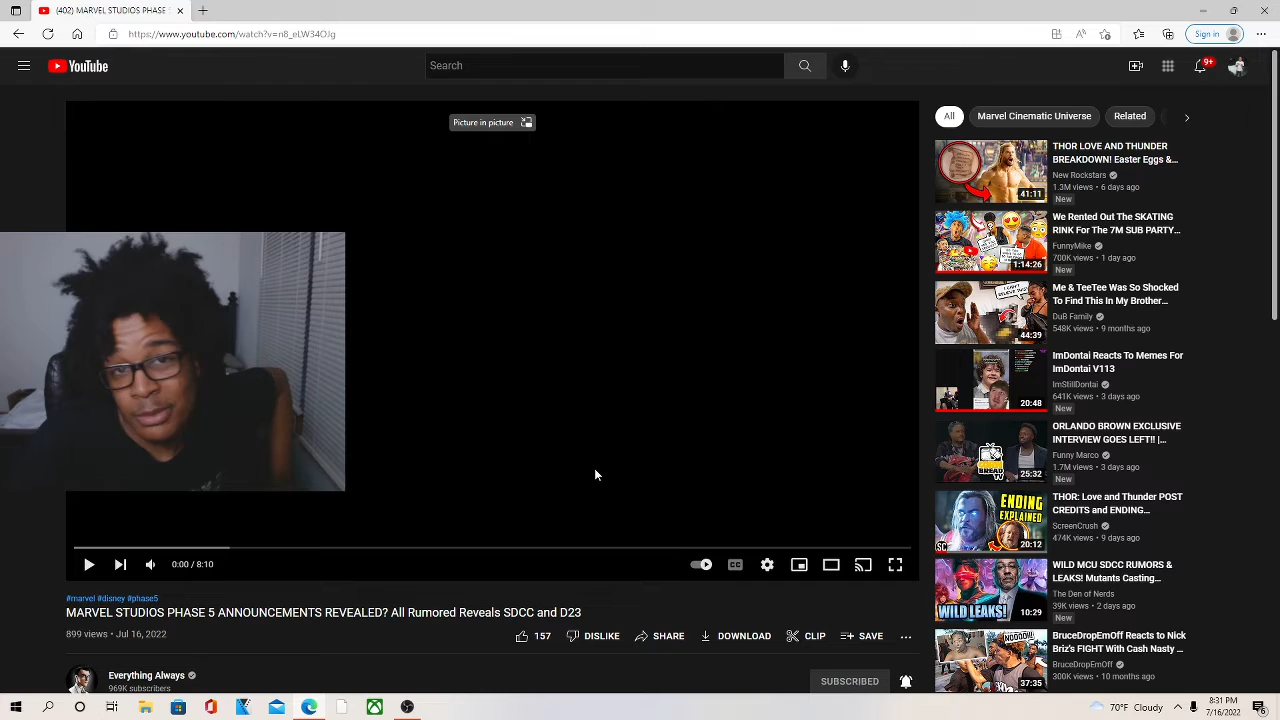 (402) MARVEL STUDIOS PHASE 5
https://www.youtube.com/watch?v=n8_eLW34OJg
Sign in
YouTube
Search
9+
Picture in picture
All
Marvel Cinematic Universe
Related
THOR LOVE AND THUNDER
BREAKDOWN! Easter Eggs &...
New Rockstars
1.3M views • 6 days ago
New
41:11
We Rented Out The SKATING
RINK For The 7M SUB PARTY...
FunnyMike
700K views • 1 day ago
New
1:14:26
Me & TeeTee Was So Shocked
To Find This In My Brother...
DuB Family
548K views • 9 months ago
44:39
ImDontai Reacts To Memes For
ImDontai V113
ImStillDontai
641K views • 3 days ago
New
20:48
ORLANDO BROWN EXCLUSIVE
INTERVIEW GOES LEFT!! |...
Funny Marco
1.7M views • 3 days ago
New
BREAD
TV
25:32
THOR: Love and Thunder POST
CREDITS and ENDING...
ScreenCrush
474K views • 9 days ago
ENDING
EXPLAINED
SC
20:12
WILD MCU SDCC RUMORS &
LEAKS! Mutants Casting...
The Den of Nerds
39K views • 2 days ago
New
WILD LEAKS!
10:29
BruceDropEmOff Reacts to Nick
Briz's FIGHT With Cash Nasty ...
BruceDropEmOff
300K views • 10 months ago
NOOOO!!
37:35
0:00 / 8:10
CC
#marvel #disney #phase5
MARVEL STUDIOS PHASE 5 ANNOUNCEMENTS REVEALED? All Rumored Reveals SDCC and D23
899 views • Jul 16, 2022
137
DISLIKE
SHARE
DOWNLOAD
CLIP
SAVE
Everything Always
969K subscribers
SUBSCRIBED
70°F Cloudy
8:31 PM
7/16/2022